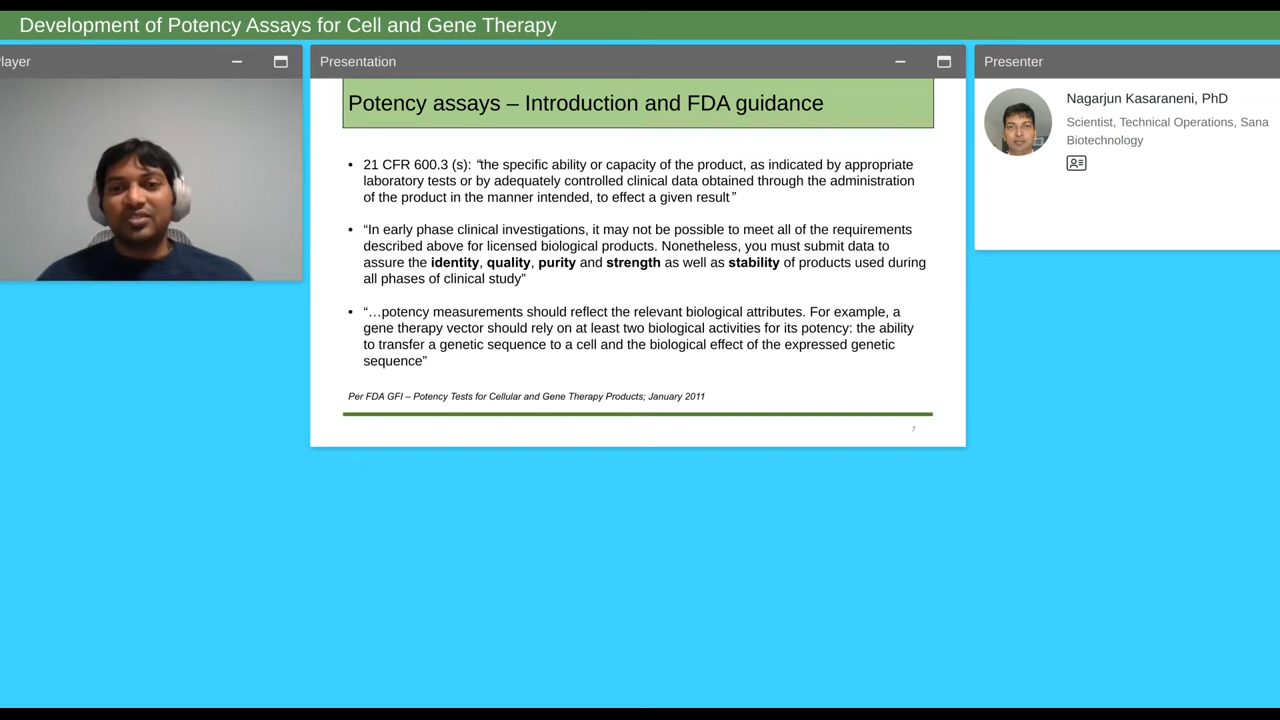 Development of Potency Assays for Cell and Gene Therapy
layer
Presentation
Presenter
Potency assays – Introduction and FDA guidance
• 21 CFR 600.3 (s): “the specific ability or capacity of the product, as indicated by appropriate
laboratory tests or by adequately controlled clinical data obtained through the administration
of the product in the manner intended, to effect a given result”
• “In early phase clinical investigations, it may not be possible to meet all of the requirements
described above for licensed biological products. Nonetheless, you must submit data to
assure the identity, quality, purity and strength as well as stability of products used during
all phases of clinical study”
• “…potency measurements should reflect the relevant biological attributes. For example, a
gene therapy vector should rely on at least two biological activities for its potency: the ability
to transfer a genetic sequence to a cell and the biological effect of the expressed genetic
sequence”
Per FDA GFI – Potency Tests for Cellular and Gene Therapy Products; January 2011
7
Nagarjun Kasaraneni, PhD
Scientist, Technical Operations, Sana
Biotechnology